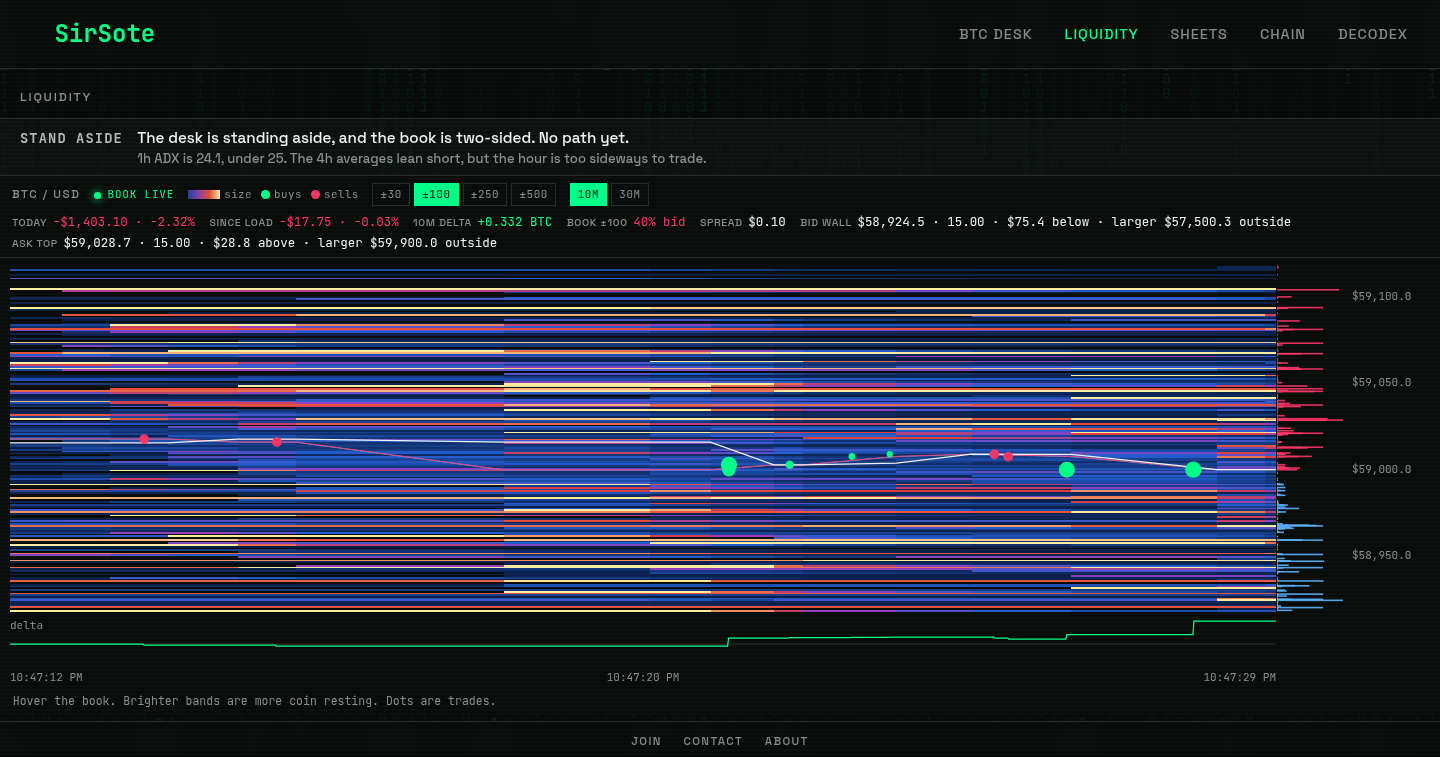 SirSote
BTC DESK LIQUIDITY SHEETS CHAIN DECODEX
LIQUIDITY
STAND ASIDE The desk is standing aside, and the book is two-sided. No path yet.
1h ADX is 24.1, under 25. The 4h averages lean short, but the hour is too sideways to trade.
BTC / USD BOOK LIVE size buys sells ±30 ±100 ±250 ±500 10M 30M
TODAY -$1,403.10 · -2.32% SINCE LOAD -$17.75 · -0.03% 10M DELTA +0.332 BTC BOOK ±100 40% bid SPREAD $0.10 BID WALL $58,924.5 · 15.00 · $75.4 below · larger $57,500.3 outside
ASK TOP $59,028.7 · 15.00 · $28.8 above · larger $59,900.0 outside
$59,100.0
$59,050.0
$59,000.0
$58,950.0
delta
10:47:12 PM 10:47:20 PM 10:47:29 PM
Hover the book. Brighter bands are more coin resting. Dots are trades.
JOIN CONTACT ABOUT